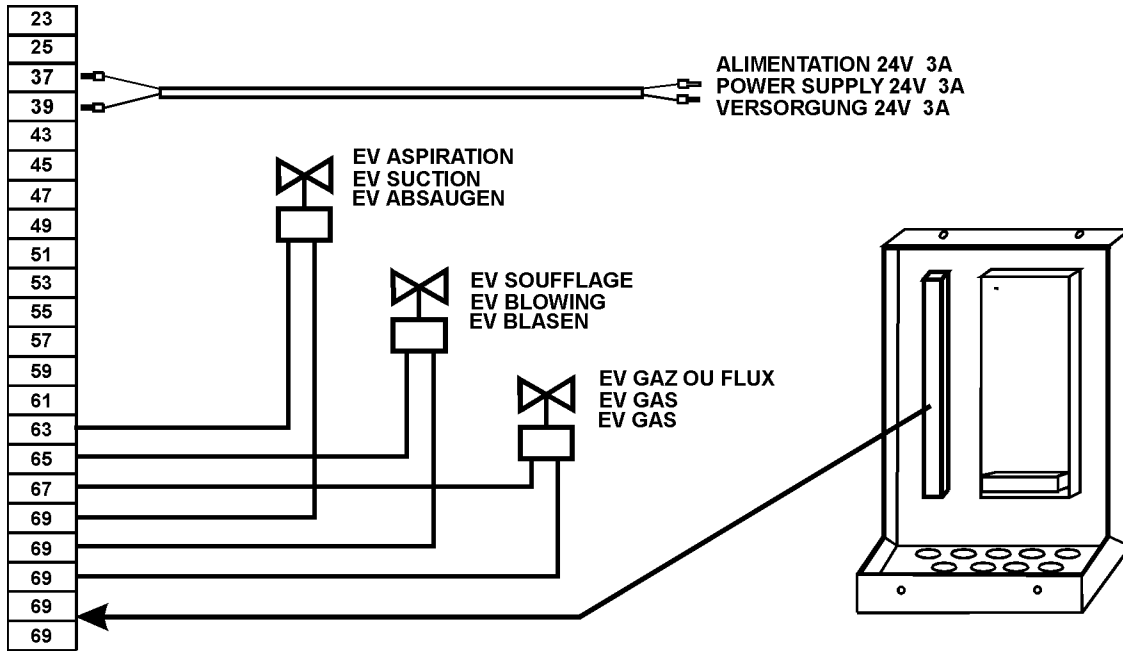 23
25
37
39
43
45
47
49
51
53
55
57
59
61
63
65
67
69
69
69
69
69
ALIMENTATION 24V 3A
POWER SUPPLY 24V 3A
VERSORGUNG 24V 3A
EV ASPIRATION
EV SUCTION
EV ABSAUGEN
EV SOUFFLAGE
EV BLOWING
EV BLASEN
EV GAZ OU FLUX
EV GAS
EV GAS